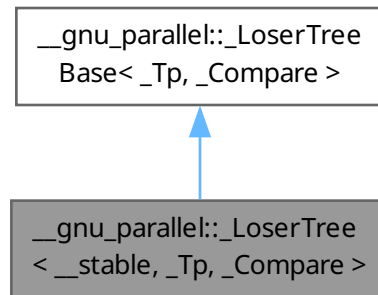 __gnu_parallel::_LoserTree
Base< _Tp, _Compare >
__gnu_parallel::_LoserTree
< __stable, _Tp, _Compare >